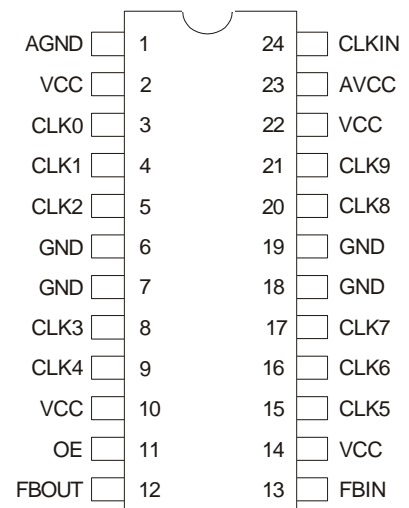 AGND 1 24 CLKIN
VCC 2 23 AVCC
CLK0 3 22 VCC
CLK1 4 21 CLK9
CLK2 5 20 CLK8
GND 6 19 GND
GND 7 18 GND
CLK3 8 17 CLK7
CLK4 9 16 CLK6
VCC 10 15 CLK5
OE 11 14 VCC
FBOUT 12 13 FBIN